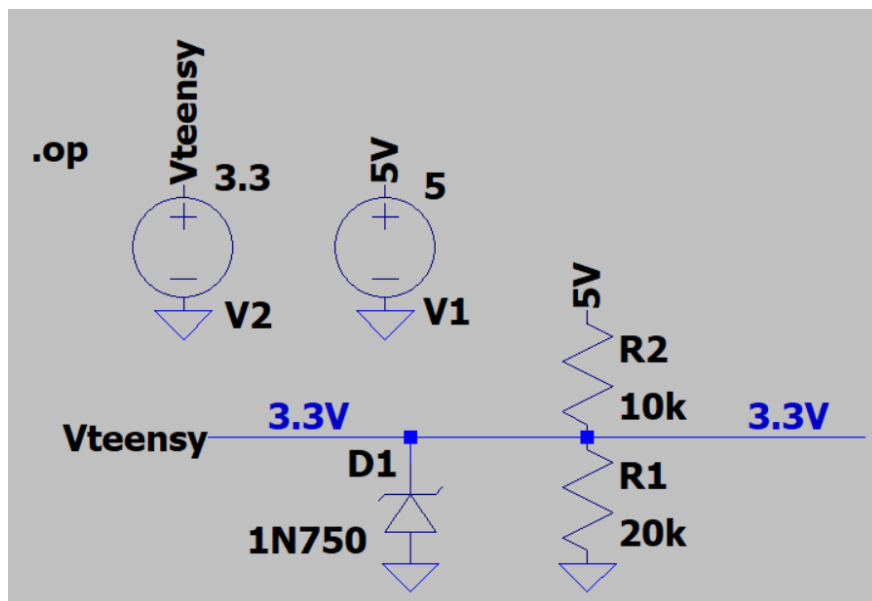 .op
Vteensy
3.3
V2
5V
5
V1
5V
R2
10k
Vteensy
3.3V
3.3V
D1
1N750
R1
20k